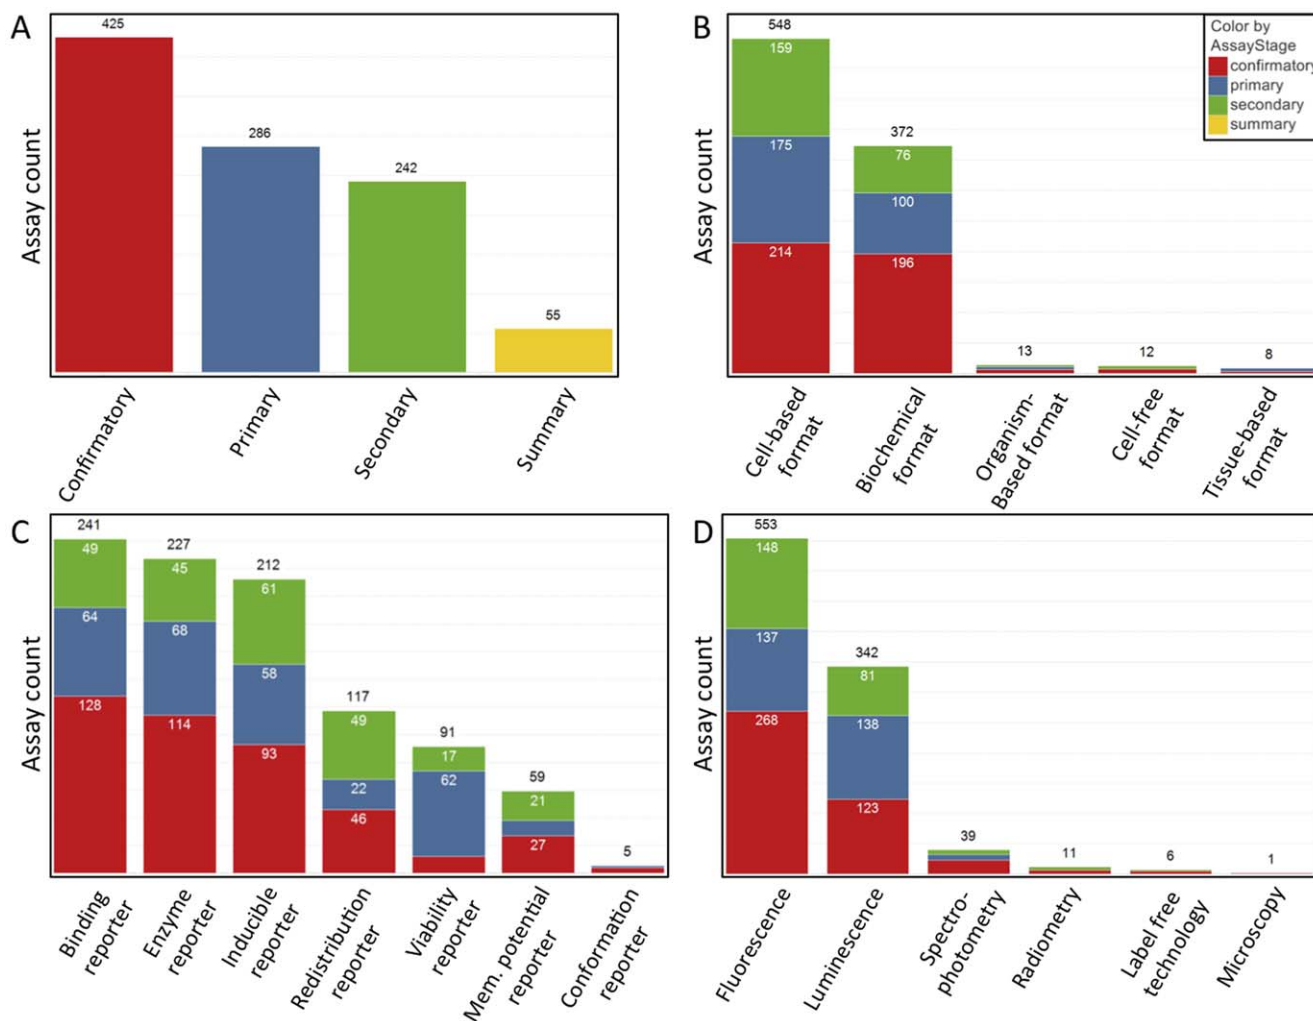 A
425
286
242
55
Assay count
Confirmatory
Primary
Secondary
Summary
B
548
159
175
214
372
76
100
196
13
12
8
Assay count
Color by
AssayStage
confirmatory
primary
secondary
summary
Cell-based
format
Biochemical
format
Organism-
Based format
Cell-free
format
Tissue-based
format
C
241
49
64
128
227
45
68
114
212
61
58
93
117
49
22
46
91
17
62
59
21
27
5
Assay count
Binding
reporter
Enzyme
reporter
Inducible
reporter
Redistribution
reporter
Viability
reporter
Mem. potential
reporter
Conformation
reporter
D
553
148
137
268
342
81
138
123
39
11
6
1
Assay count
Fluorescence
Luminescence
Spectro-
photometry
Radiometry
Label free
technology
Microscopy